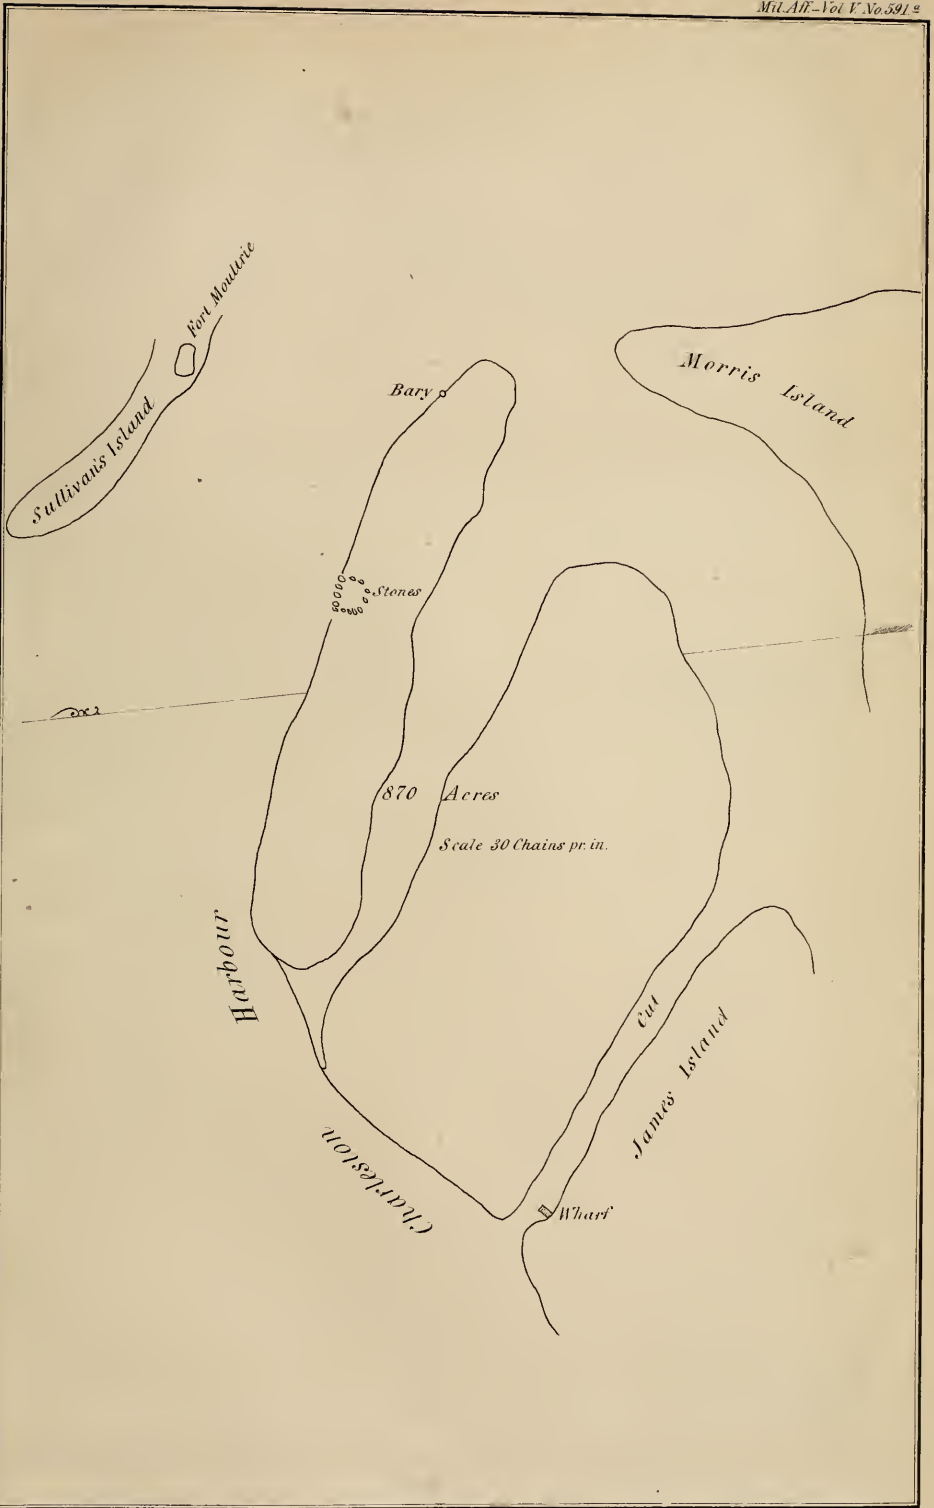 Mil. Aff. – Vol V. No. 591.a
Fort Moultrie
Sullivan's Island
Bary
Morris Island
Stones
870 Acres
Scale 30 Chains pr. in.
Harbour
Cut
James Island
Charleston
Wharf